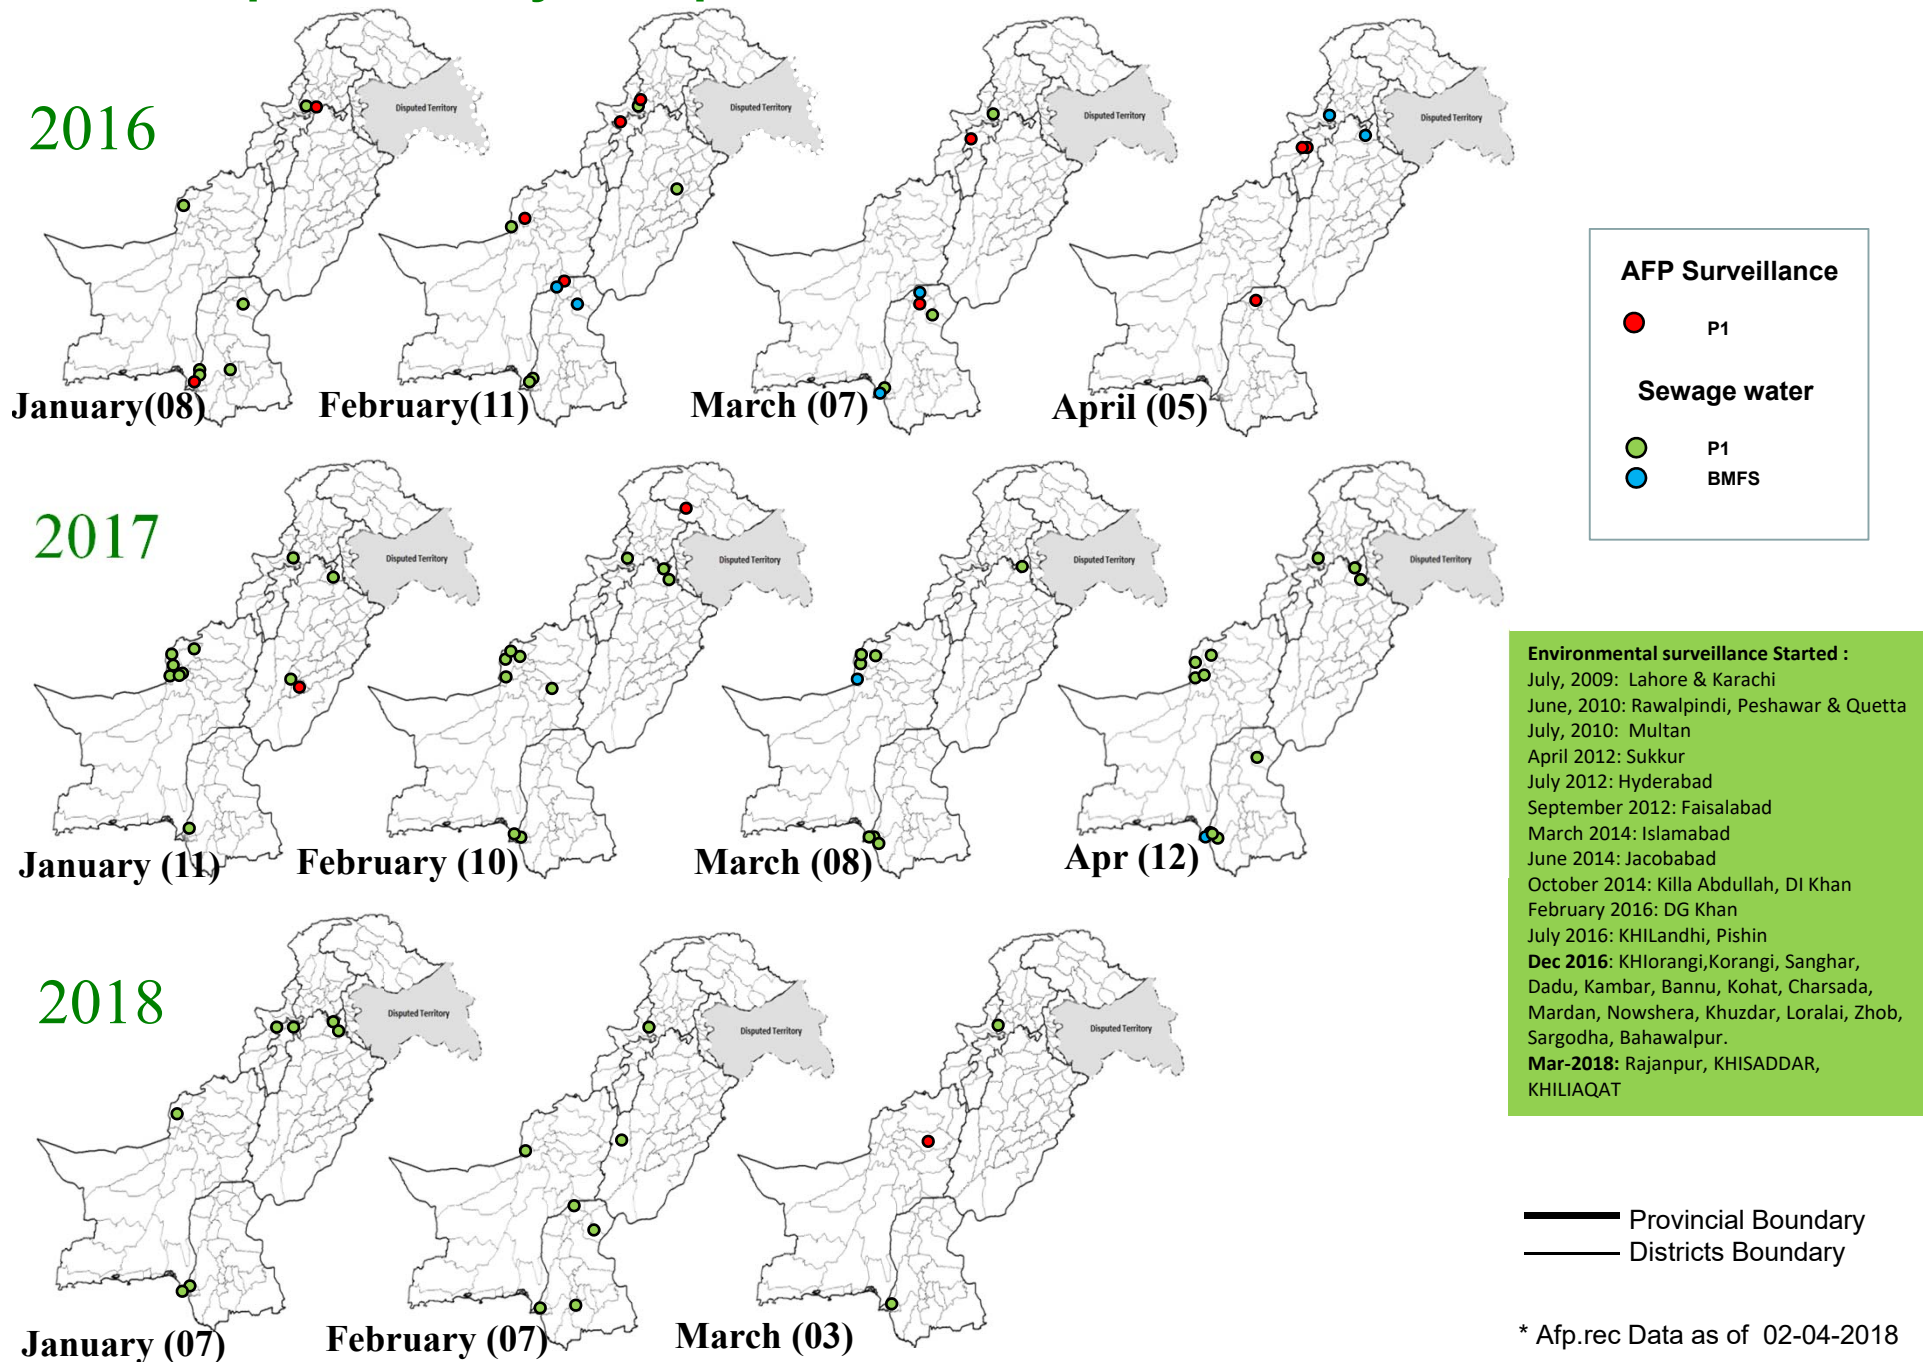 2016
Disputed Territory
Disputed Territory
Disputed Territory
Disputed Territory
January(08)
February(11)
March (07)
April (05)
AFP Surveillance
P1
Sewage water
P1
BMFS
2017
Disputed Territory
Disputed Territory
Disputed Territory
Disputed Territory
January (11)
February (10)
March (08)
Apr (12)
Environmental surveillance Started :
July, 2009: Lahore & Karachi
June, 2010: Rawalpindi, Peshawar & Quetta
July, 2010: Multan
April 2012: Sukkur
July 2012: Hyderabad
September 2012: Faisalabad
March 2014: Islamabad
June 2014: Jacobabad
October 2014: Killa Abdullah, DI Khan
February 2016: DG Khan
July 2016: KHILandhi, Pishin
Dec 2016: KHIorangi,Korangi, Sanghar,
Dadu, Kambar, Bannu, Kohat, Charsada,
Mardan, Nowshera, Khuzdar, Loralai, Zhob,
Sargodha, Bahawalpur.
Mar-2018: Rajanpur, KHISADDAR,
KHILIAQAT
2018
Disputed Territory
Disputed Territory
Disputed Territory
January (07)
February (07)
March (03)
Provincial Boundary
Districts Boundary
* Afp.rec Data as of 02-04-2018